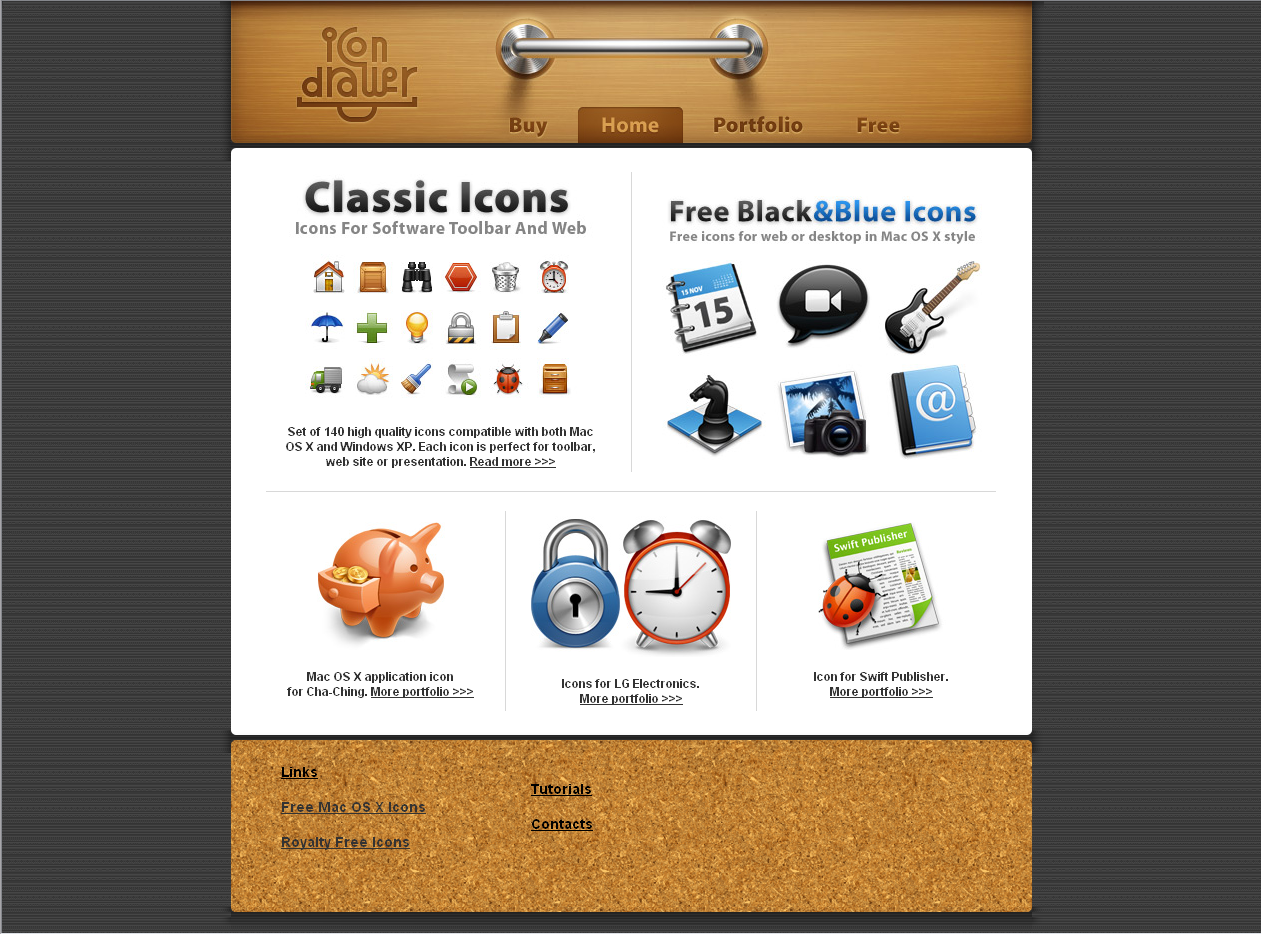 icon
drawer
Buy
Home
Portfolio
Free
Classic Icons
Icons For Software Toolbar And Web
Set of 140 high quality icons compatible with both Mac
OS X and Windows XP. Each icon is perfect for toolbar,
web site or presentation. Read more >>>
Free Black&Blue Icons
Free icons for web or desktop in Mac OS X style
15 NOV
15
@
Mac OS X application icon
for Cha-Ching. More portfolio >>>
Icons for LG Electronics.
More portfolio >>>
Swift Publisher
Icon for Swift Publisher.
More portfolio >>>
Links
Free Mac OS X Icons
Royalty Free Icons
Tutorials
Contacts